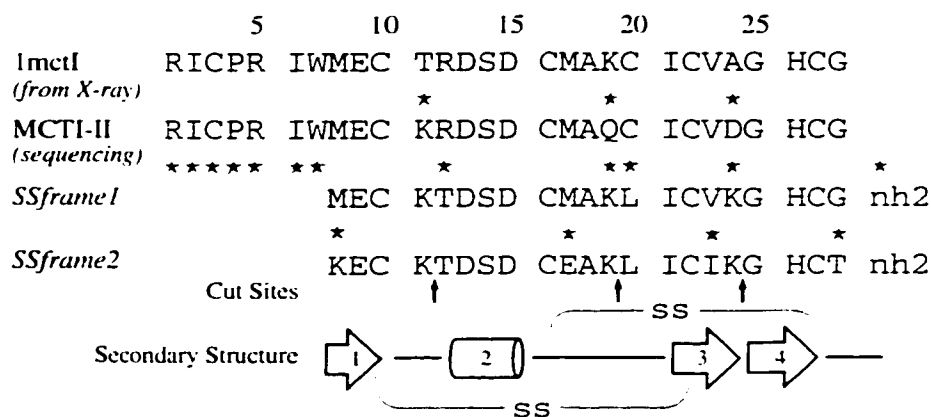 5 10 15 20 25
1mctI RICPR IWMEC TRDSD CMAKC ICVAG HCG
(from X-ray) ★ ★ ★
MCTI-II RICPR IWMEC KRDSD CMAQC ICVDG HCG
(sequencing) ★ ★ ★ ★ ★ ★ ★ ★ ★ ★ ★ ★
SSframe1 MEC KTDSD CMAKL ICVKG HCG nh2
★ ★ ★ ★
SSframe2 KEC KTDSD CEAKL ICIKG HCT nh2
Cut Sites
SS
Secondary Structure 1 2 3 4
SS